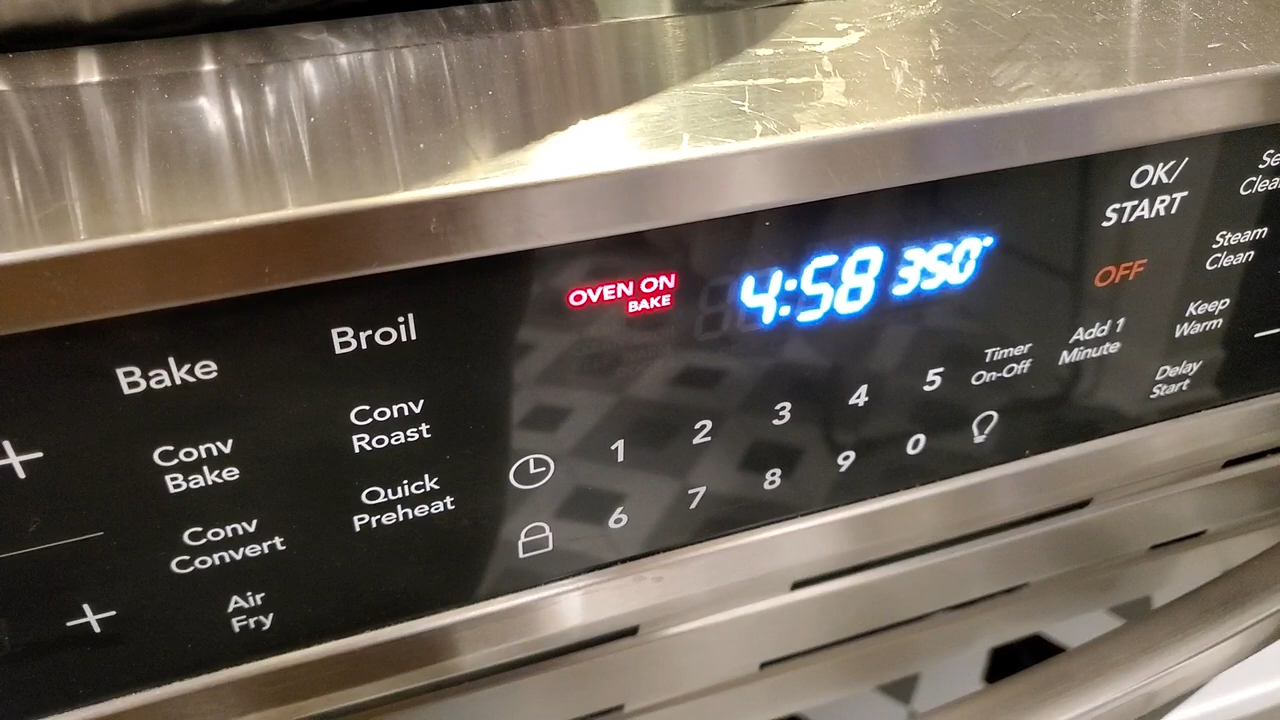 OVEN ON
BAKE
4:58 350°
Bake
Broil
Conv
Bake
Conv
Roast
Conv
Convert
Quick
Preheat
Air
Fry
1 2 3 4 5
6 7 8 9 0
Timer
On-Off
Add 1
Minute
OK/
START
OFF
Steam
Clean
Keep
Warm
Delay
Start